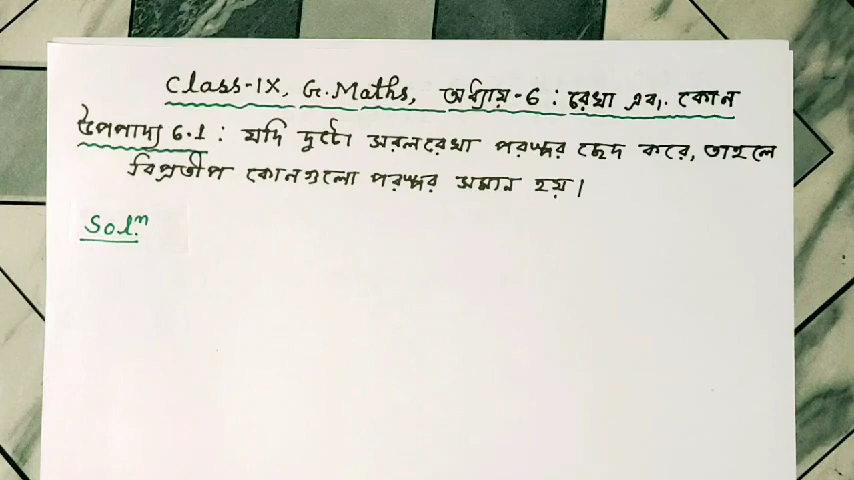 Class-IX, G.Maths, অধ্যায়-6 : রেখা এবং কোন
উপপাদ্য 6.1 : যদি দুটো সরলরেখা পরস্পর ছেদ করে, তাহলে
বিপ্রতীপ কোনগুলো পরস্পর সমান হয়।
Solⁿ